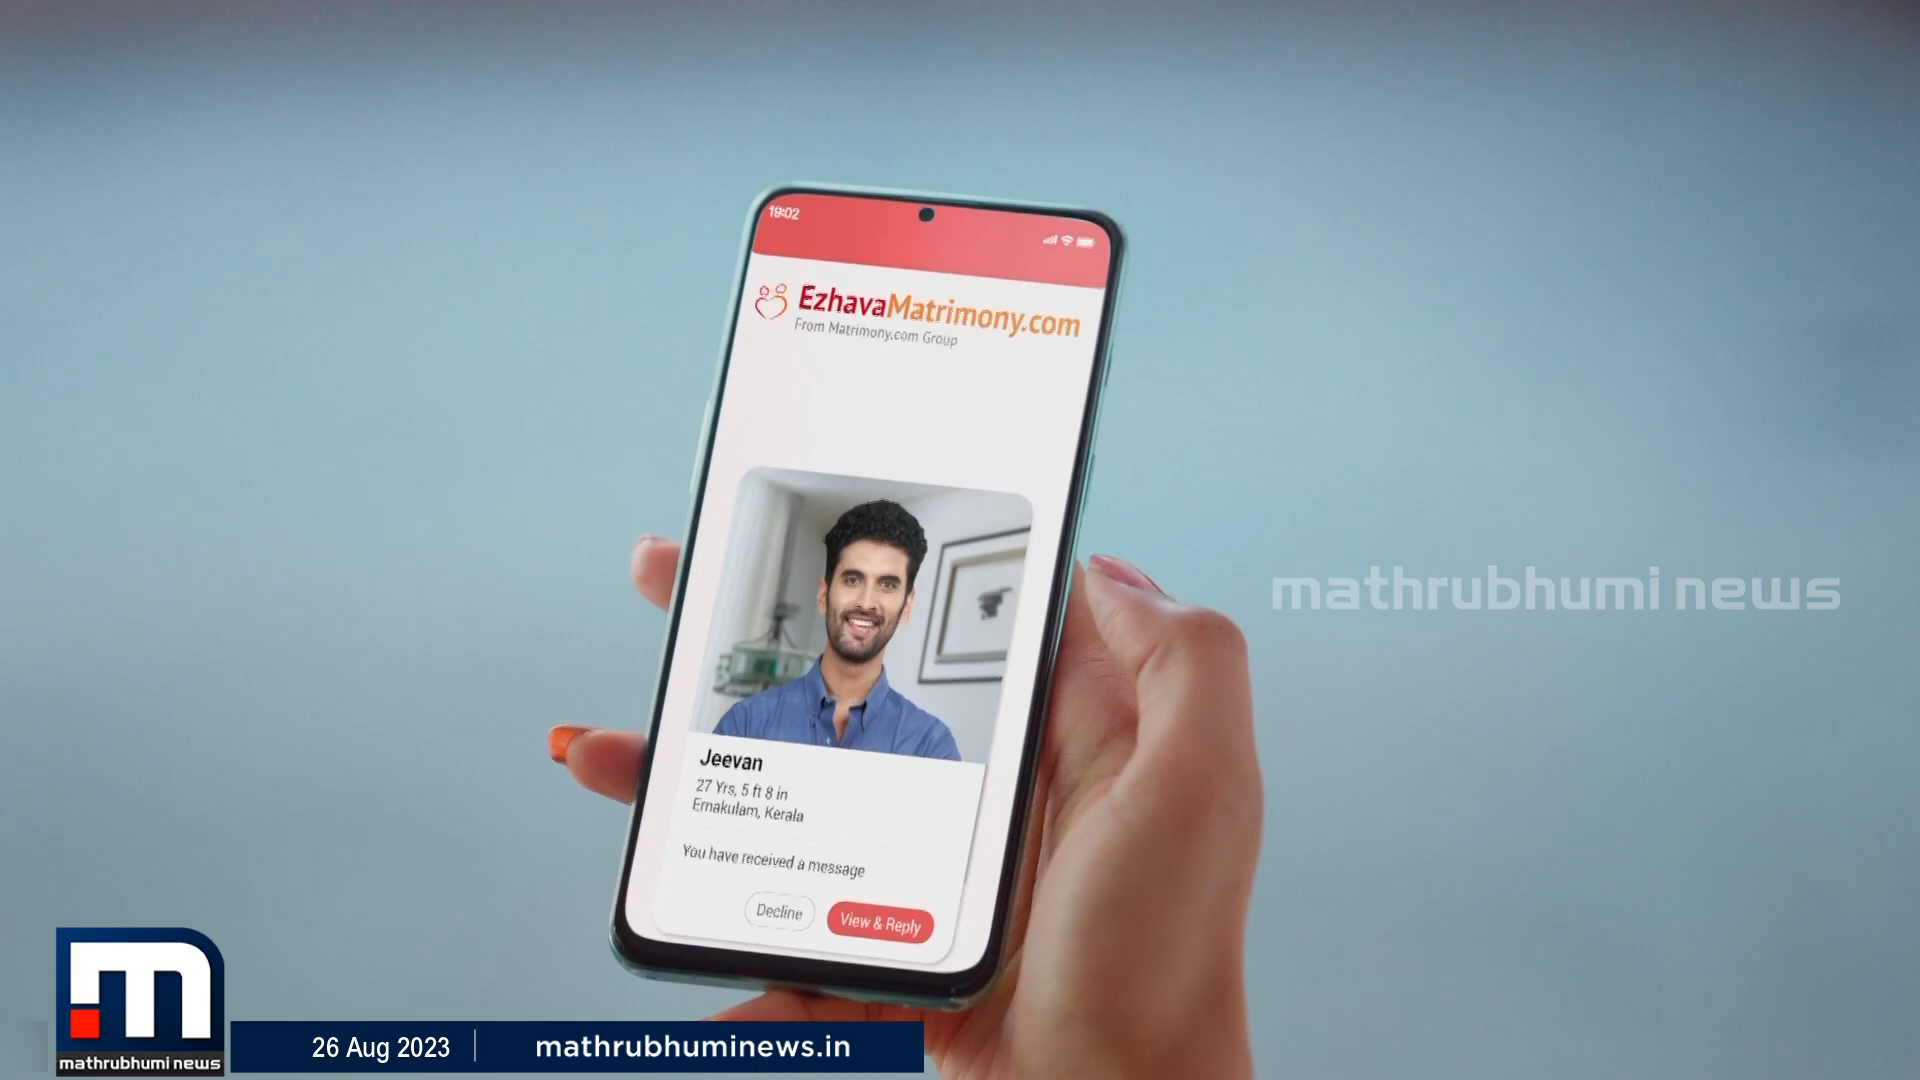 19:02
EzhavaMatrimony.com
From Matrimony.com Group
Jeevan
27 Yrs, 5 ft 8 in
Ernakulam, Kerala
You have received a message
Decline
View & Reply
mathrubhumi news
mathrubhumi news
26 Aug 2023
mathrubhuminews.in